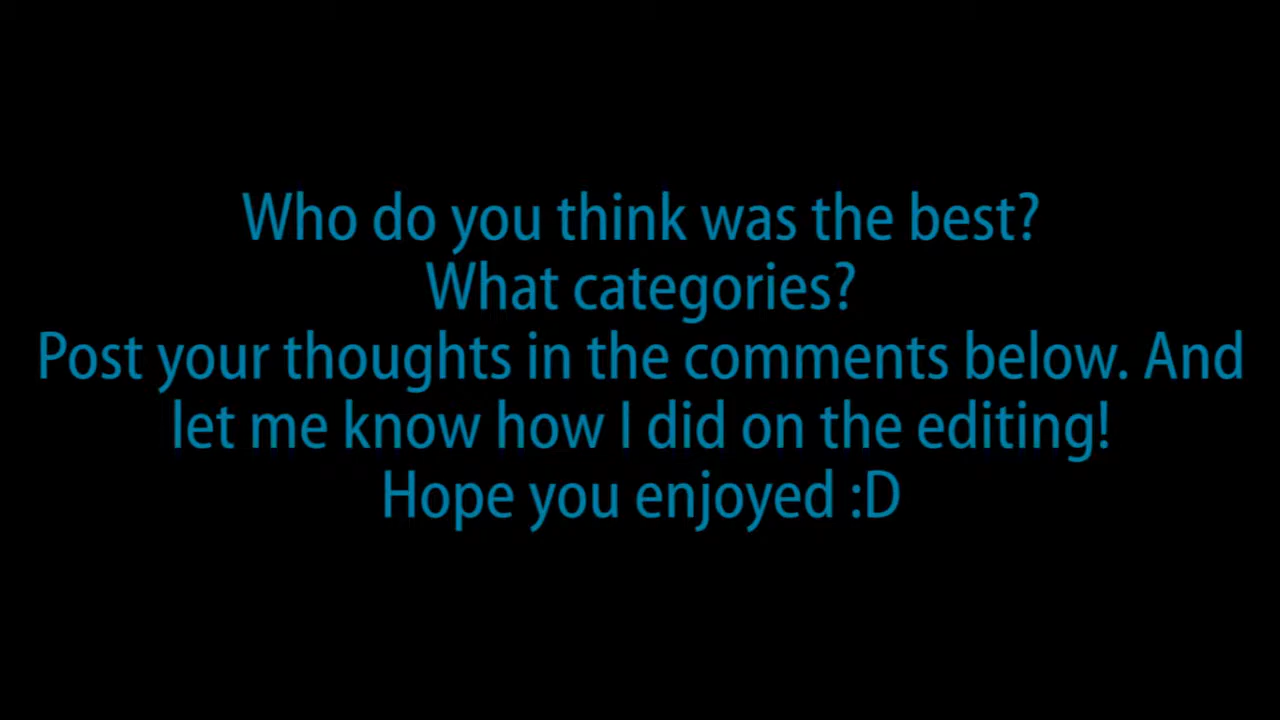 Who do you think was the best?
What categories?
Post your thoughts in the comments below. And
let me know how I did on the editing!
Hope you enjoyed :D